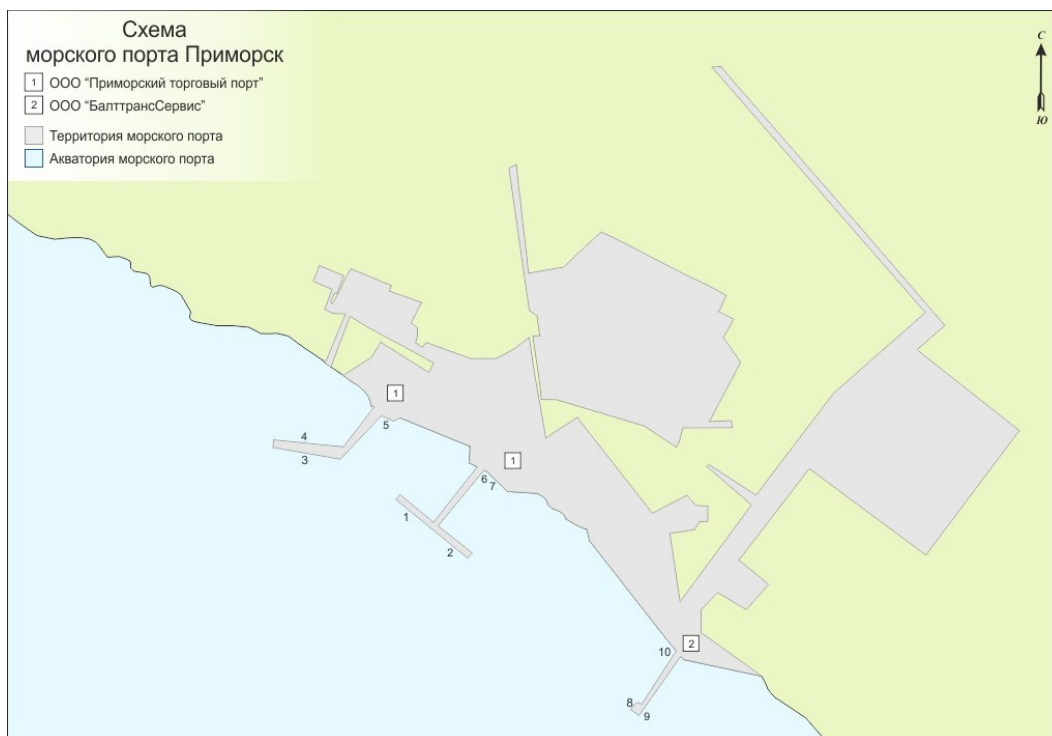 Схема
морского порта Приморск
1 ООО "Приморский торговый порт"
2 ООО "БалттрансСервис"
Территория морского порта
Акватория морского порта
С
Ю
1
4
3
5
1
6
7
1
2
2
10
8
9